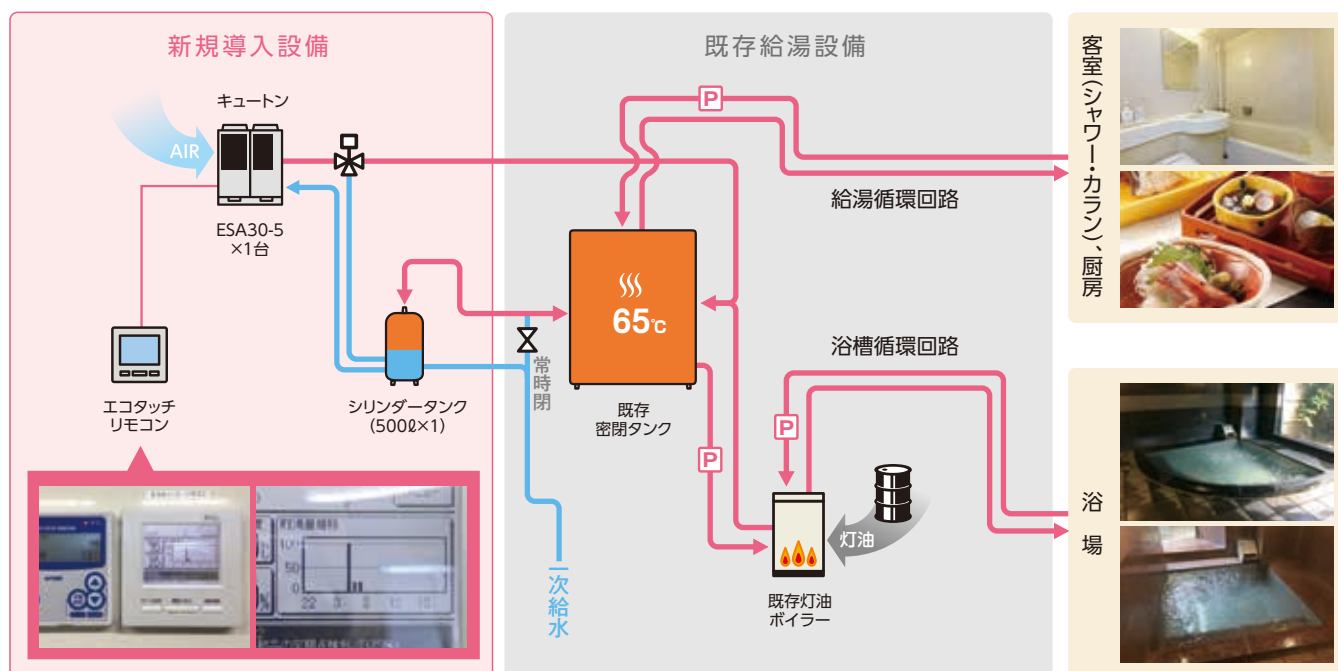 新規導入設備
キュートン
AIR
ESA30-5
×1台
エコタッチ
リモコン
シリンダータンク
(500ℓ×1)
既存給湯設備
P
給湯循環回路
65℃
常時閉
既存
密閉タンク
浴槽循環回路
P
P
灯油
既存灯油
ボイラー
一次給水
客室(シャワー・カラン)、厨房
浴場
100
50
0
22